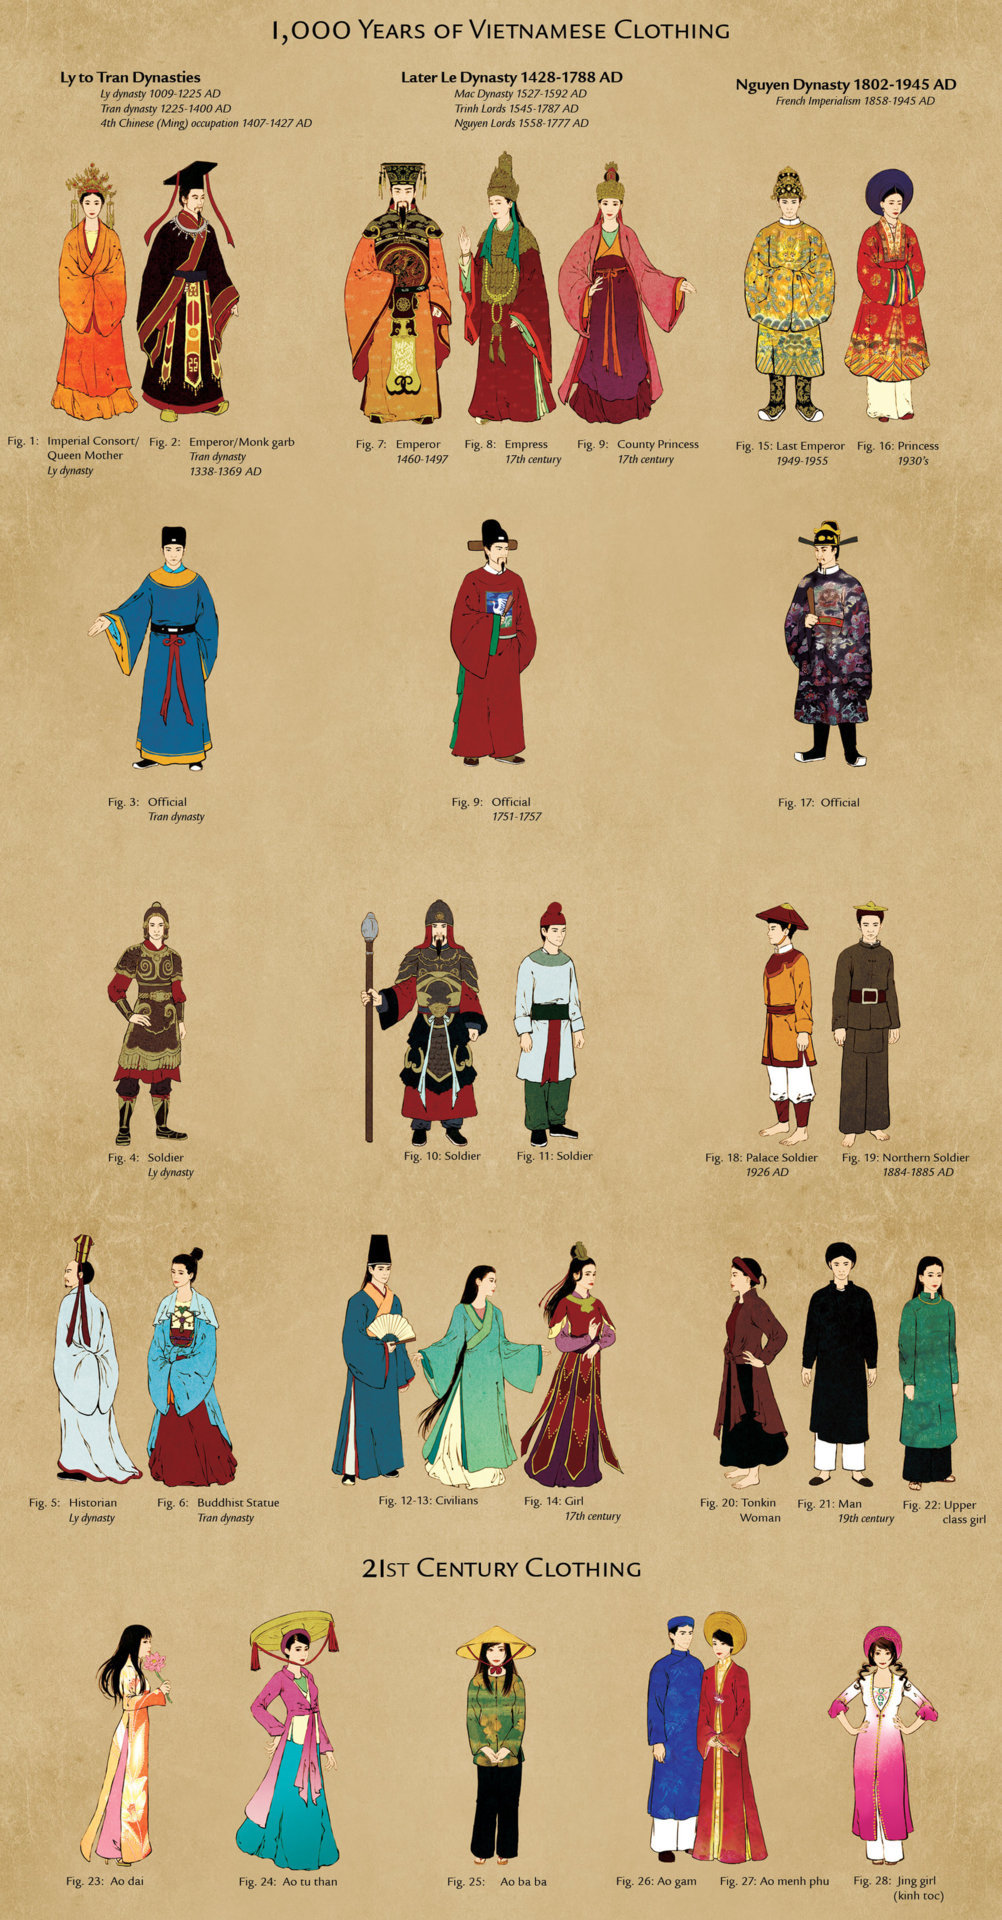 1,000 Years of Vietnamese Clothing
Ly to Tran Dynasties
Ly dynasty 1009-1225 AD
Tran dynasty 1225-1400 AD
4th Chinese (Ming) occupation 1407-1427 AD
Later Le Dynasty 1428-1788 AD
Mac Dynasty 1527-1592 AD
Trinh Lords 1545-1787 AD
Nguyen Lords 1558-1777 AD
Nguyen Dynasty 1802-1945 AD
French Imperialism 1858-1945 AD
Fig. 1: Imperial Consort/
Queen Mother
Ly dynasty
Fig. 2: Emperor/Monk garb
Tran dynasty
1338-1369 AD
Fig. 7: Emperor
1460-1497
Fig. 8: Empress
17th century
Fig. 9: County Princess
17th century
Fig. 15: Last Emperor
1949-1955
Fig. 16: Princess
1930's
Fig. 3: Official
Tran dynasty
Fig. 9: Official
1751-1757
Fig. 17: Official
Fig. 4: Soldier
Ly dynasty
Fig. 10: Soldier
Fig. 11: Soldier
Fig. 18: Palace Soldier
1926 AD
Fig. 19: Northern Soldier
1884-1885 AD
Fig. 5: Historian
Ly dynasty
Fig. 6: Buddhist Statue
Tran dynasty
Fig. 12-13: Civilians
Fig. 14: Girl
17th century
Fig. 20: Tonkin
Woman
Fig. 21: Man
19th century
Fig. 22: Upper
class girl
21st Century Clothing
Fig. 23: Ao dai
Fig. 24: Ao tu than
Fig. 25: Ao ba ba
Fig. 26: Ao gam
Fig. 27: Ao menh phu
Fig. 28: Jing girl
(kinh toc)